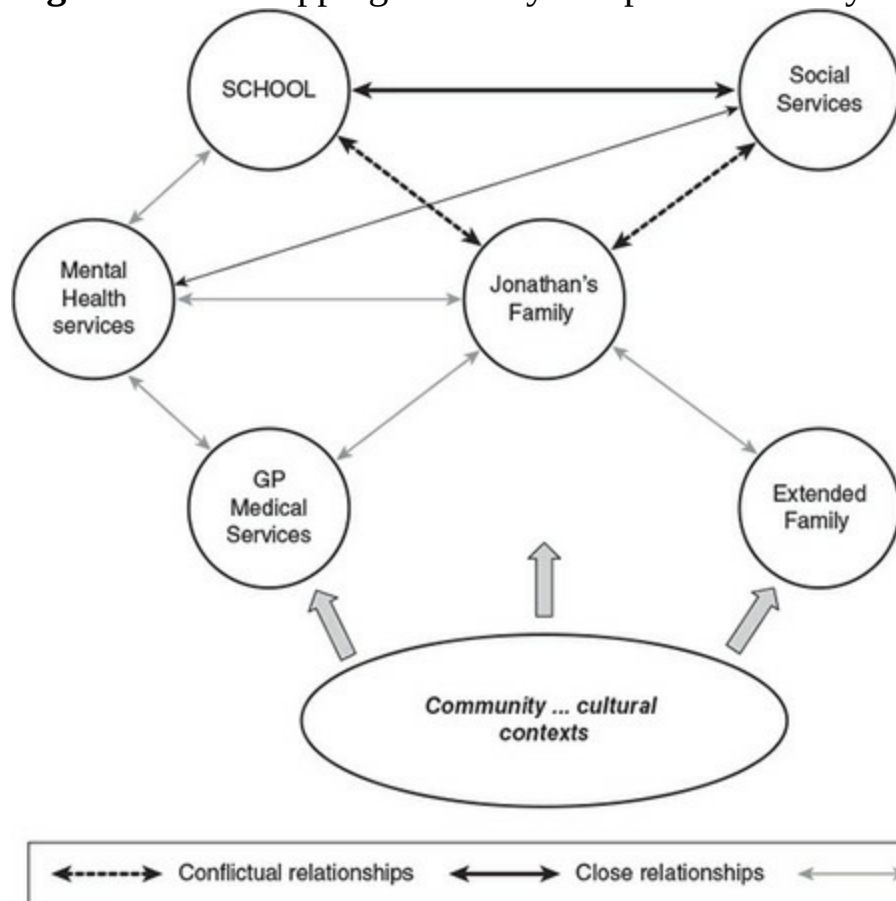 pping
SCHOOL
Social
Services
Mental
Health
services
Jonathan's
Family
GP
Medical
Services
Extended
Family
Community ... cultural
contexts
Conflictual relationships
Close relationships